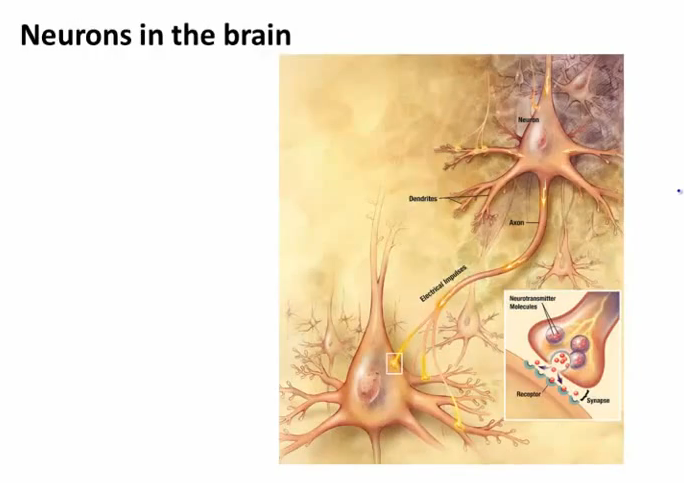 Neurons in the brain
Neuron
Dendrites
Axon
Electrical Impulses
Neurotransmitter
Molecules
Receptor
Synapse